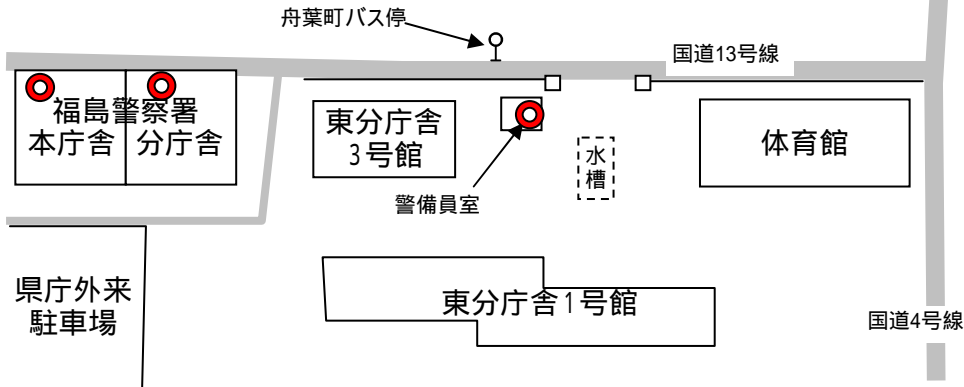 舟葉町バス停
国道13号線
福島警察署
本庁舎
分庁舎
東分庁舎
3号館
水
槽
体育館
警備員室
県庁外来
駐車場
東分庁舎1号館
国道4号線